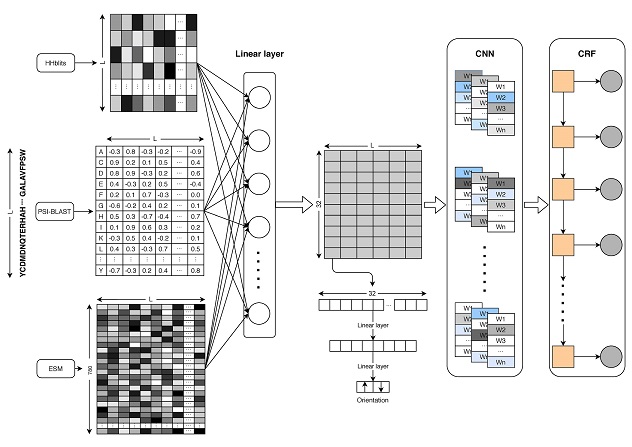 YCDMDNQTERHAH ··· GALAVFPSW
L
HHblits
L
PSI-BLAST
L
A -0.3 0.8 -0.3 -0.2 ··· -0.9
C 0.9 0.2 0.1 0.5 ··· 0.4
D 0.8 0.9 -0.3 0.2 ··· 0.6
E 0.4 -0.3 0.2 0.5 ··· -0.4
F 0.2 0.1 0.7 -0.3 ··· 0.0
G -0.8 -0.2 0.4 0.2 ··· 0.1
H 0.5 0.3 -0.7 -0.4 ··· 0.7
I 0.1 0.9 0.6 0.3 ··· 0.2
K -0.3 0.5 0.4 -0.2 ··· 0.1
L 0.4 0.3 -0.3 0.7 ··· 0.5
Y -0.7 -0.3 0.2 0.4 ··· 0.8
ESM
L
Linear layer
L
32
32
Linear layer
Linear layer
Orientation
CNN
W1
W2
W3
...
Wn
W1
W2
W3
...
Wn
W1
W2
W3
...
Wn
CRF